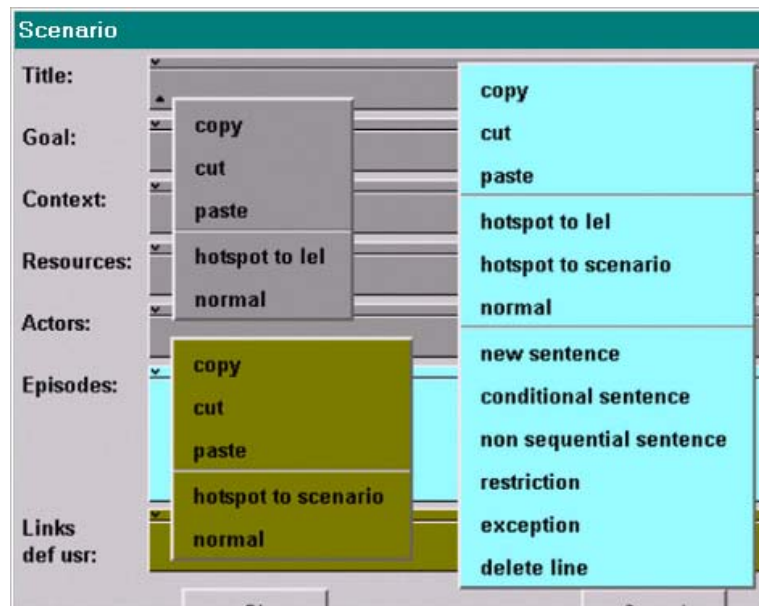 Scenario
Title:
Goal:
Context:
Resources:
Actors:
Episodes:
Links
def usr:
copy
cut
paste
hotspot to lel
normal
copy
cut
paste
hotspot to scenario
normal
copy
cut
paste
hotspot to lel
hotspot to scenario
normal
new sentence
conditional sentence
non sequential sentence
restriction
exception
delete line